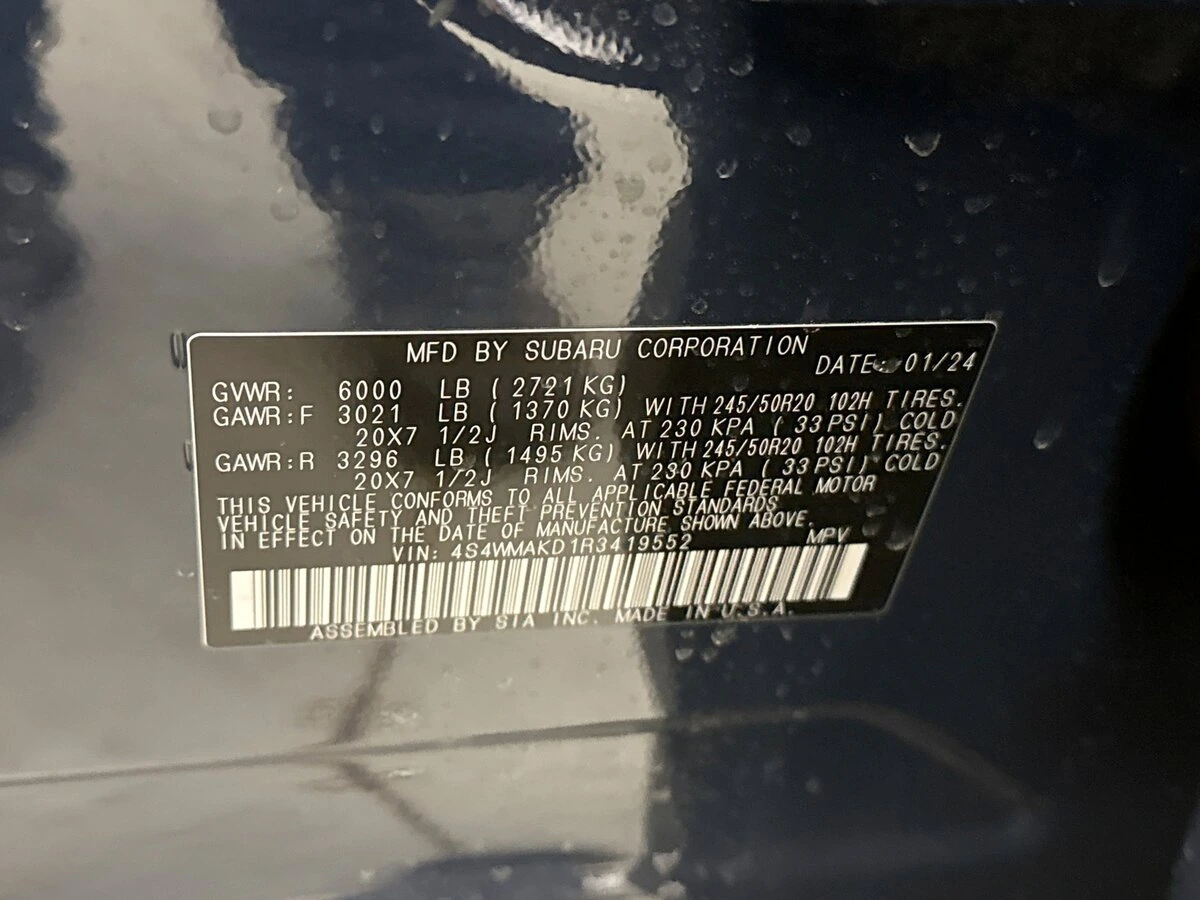 MFD BY SUBARU CORPORATION DATE: 01/24
GVWR: 6000 LB ( 2721 KG)
GAWR:F 3021 LB ( 1370 KG) WITH 245/50R20 102H TIRES.
20X7 1/2J RIMS. AT 230 KPA ( 33 PSI) COLD
GAWR:R 3296 LB ( 1495 KG) WITH 245/50R20 102H TIRES.
20X7 1/2J RIMS. AT 230 KPA ( 33 PSI) COLD
THIS VEHICLE CONFORMS TO ALL APPLICABLE FEDERAL MOTOR
VEHICLE SAFETY AND THEFT PREVENTION STANDARDS
IN EFFECT ON THE DATE OF MANUFACTURE SHOWN ABOVE.
VIN: 4S4WMAKD1R3419552 MPV
ASSEMBLED BY SIA INC. MADE IN U.S.A.